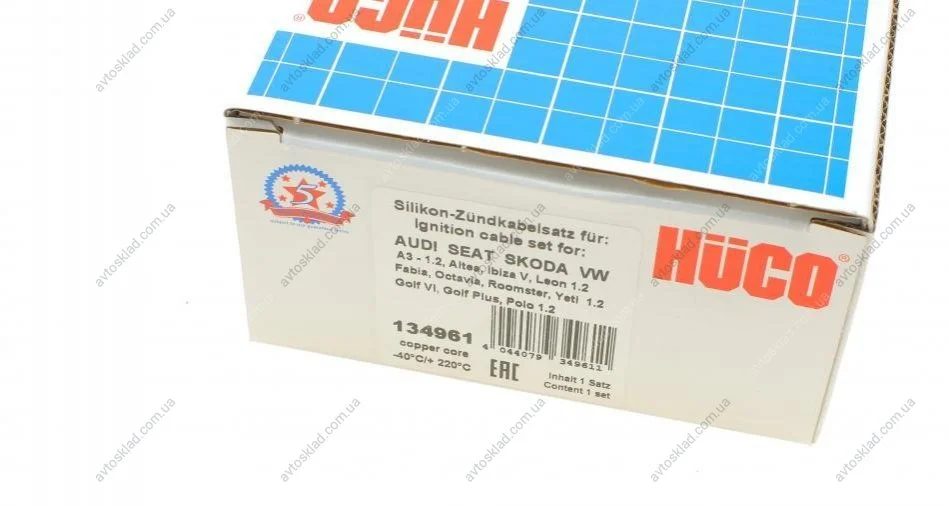 HÜCO
®
5
Silikon-Zündkabelsatz für:
Ignition cable set for:
AUDI SEAT SKODA VW
A3 - 1.2, Altea, Ibiza V, Leon 1.2
Fabia, Octavia, Roomster, Yeti 1.2
Golf VI, Golf Plus, Polo 1.2
134961
copper core
-40°C/+ 220°C
4 044079 349611
EAC
Inhalt 1 Satz
Content 1 set
HÜCO
®
avtosklad.com.ua